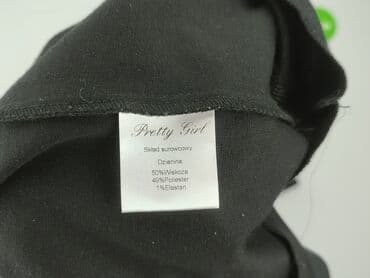 Pretty Girl
Skład surowcowy
Dzianina
50%Wiskoza
49%Poliester
1%Elastan